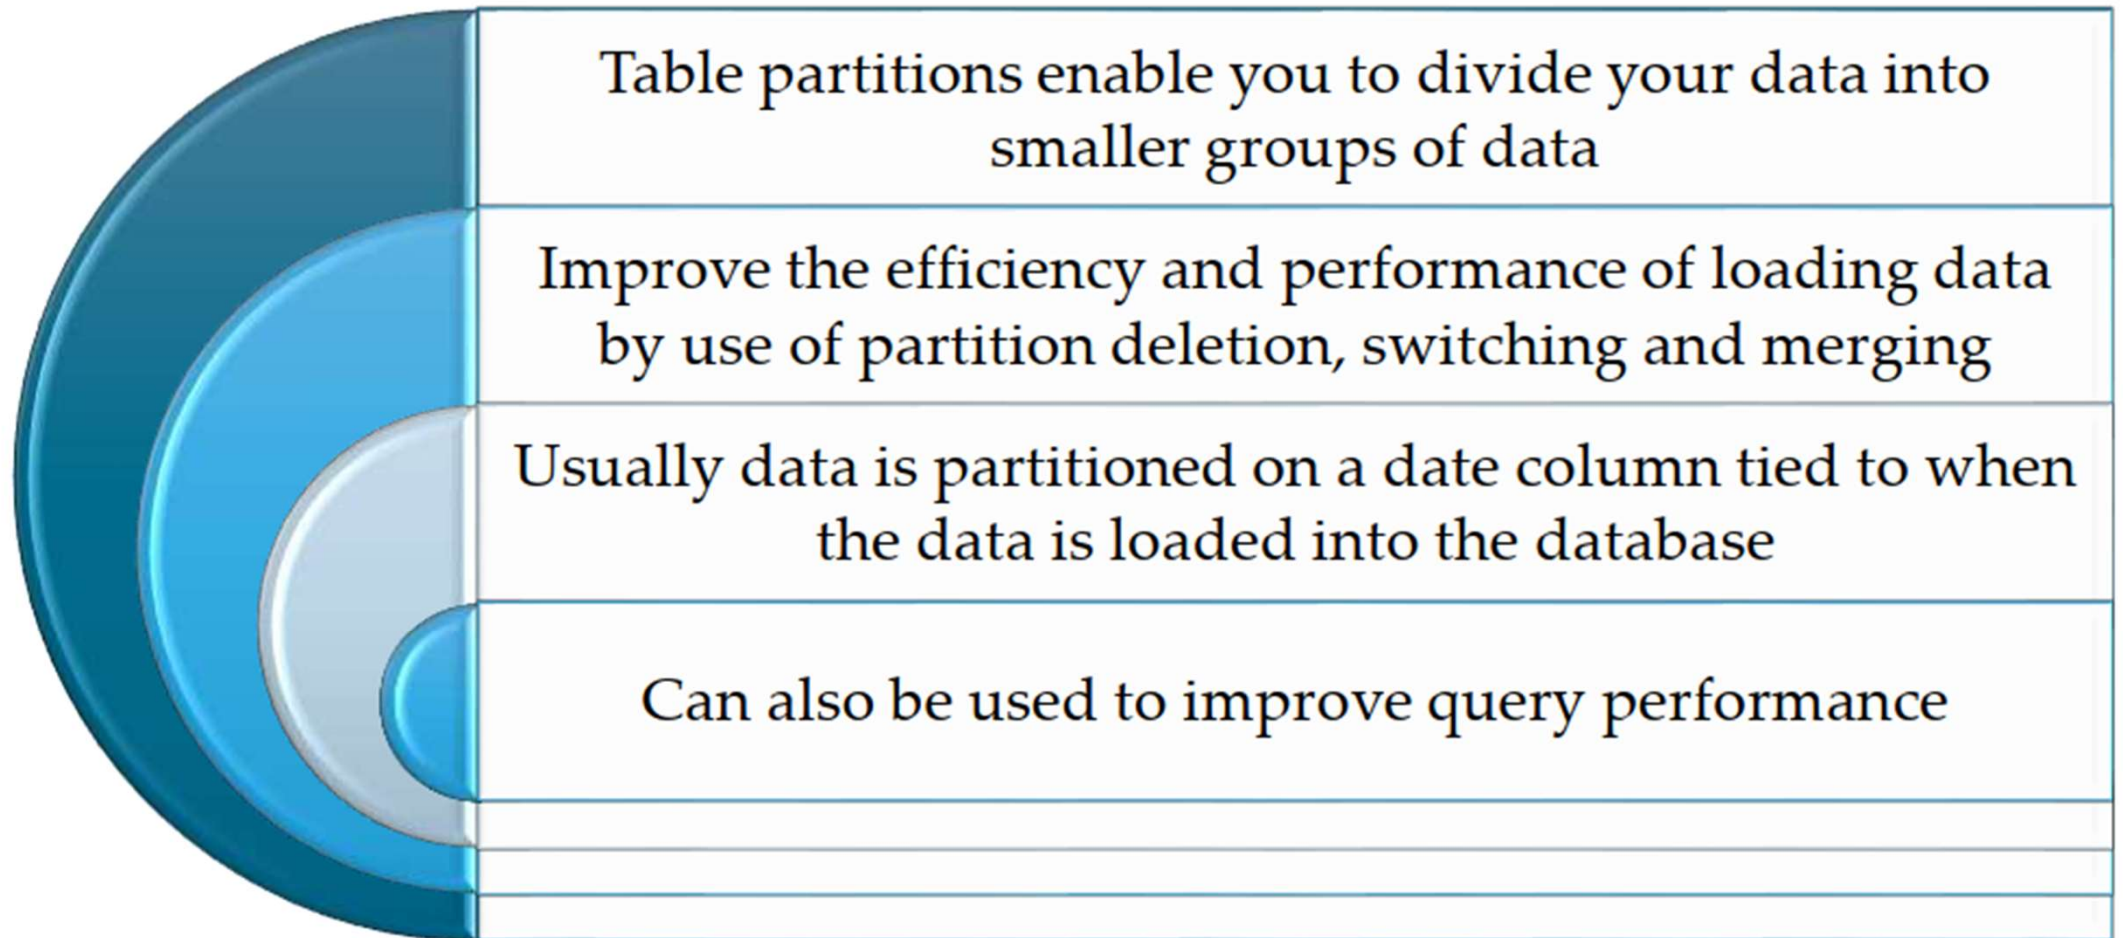 Table partitions enable you to divide your data into
smaller groups of data
Improve the efficiency and performance of loading data
by use of partition deletion, switching and merging
Usually data is partitioned on a date column tied to when
the data is loaded into the database
Can also be used to improve query performance